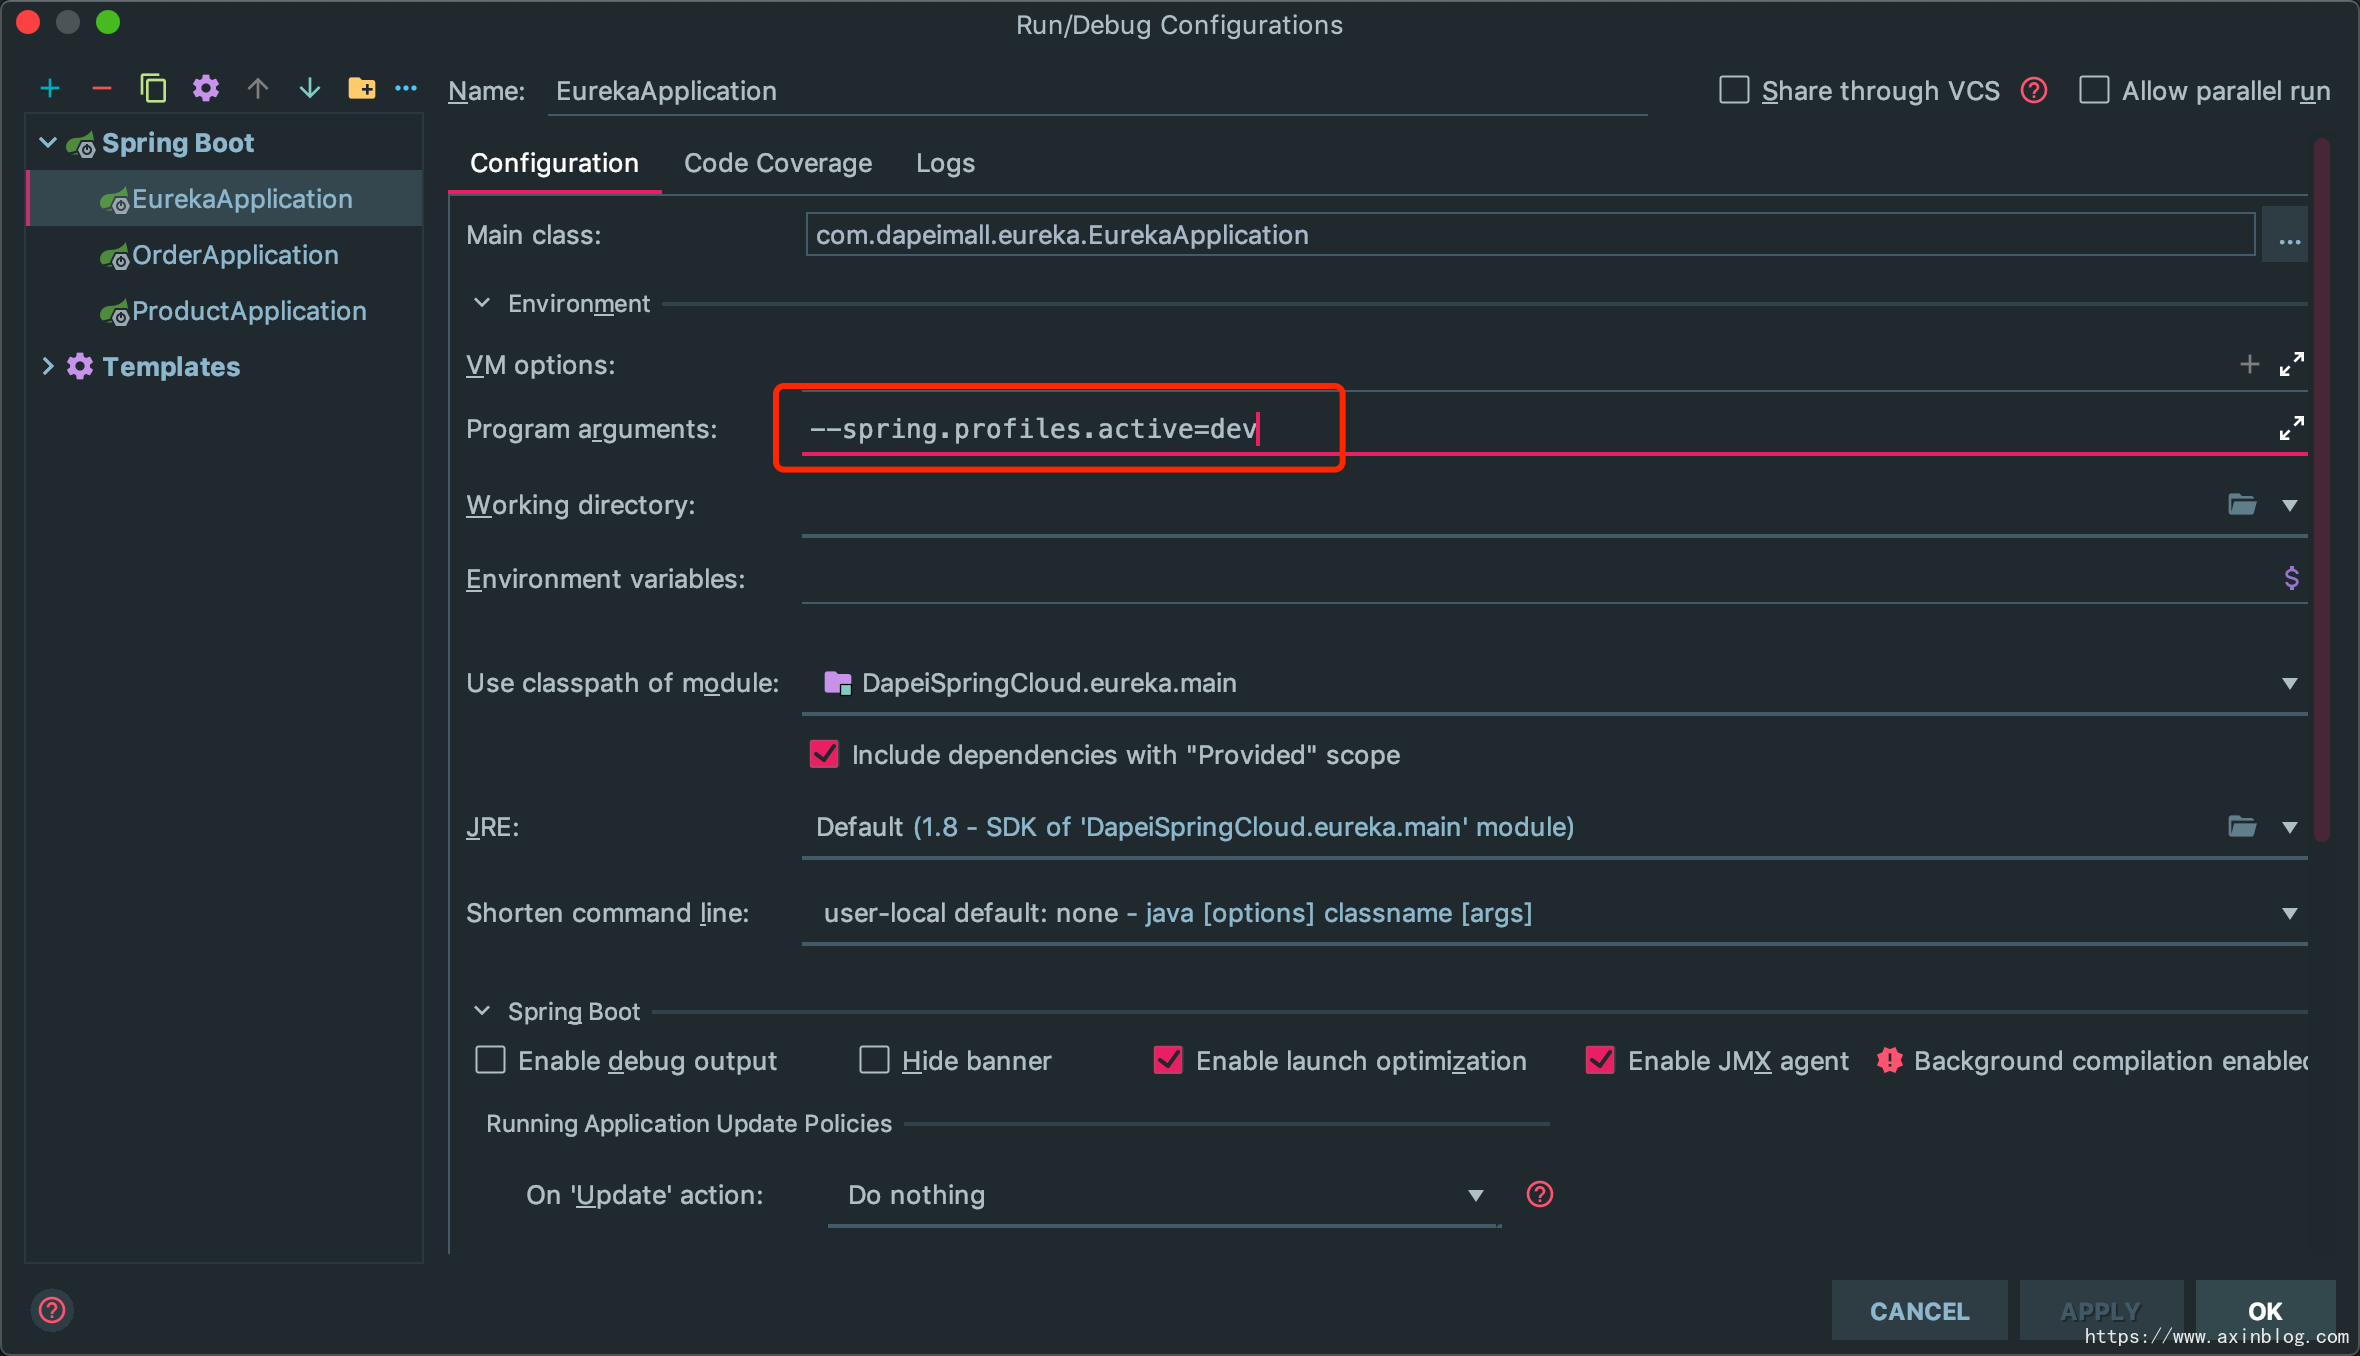 Run/Debug Configurations
Name: EurekaApplication
Share through VCS
Allow parallel run
Spring Boot
EurekaApplication
OrderApplication
ProductApplication
Templates
Configuration Code Coverage Logs
Main class: com.dapeimall.eureka.EurekaApplication
...
Environment
VM options:
Program arguments: --spring.profiles.active=dev
Working directory:
Environment variables:
Use classpath of module: DapeiSpringCloud.eureka.main
Include dependencies with "Provided" scope
JRE: Default (1.8 - SDK of 'DapeiSpringCloud.eureka.main' module)
Shorten command line: user-local default: none - java [options] classname [args]
Spring Boot
Enable debug output Hide banner Enable launch optimization Enable JMX agent Background compilation enabled
Running Application Update Policies
On 'Update' action: Do nothing
CANCEL APPLY OK
https://www.axinblog.com